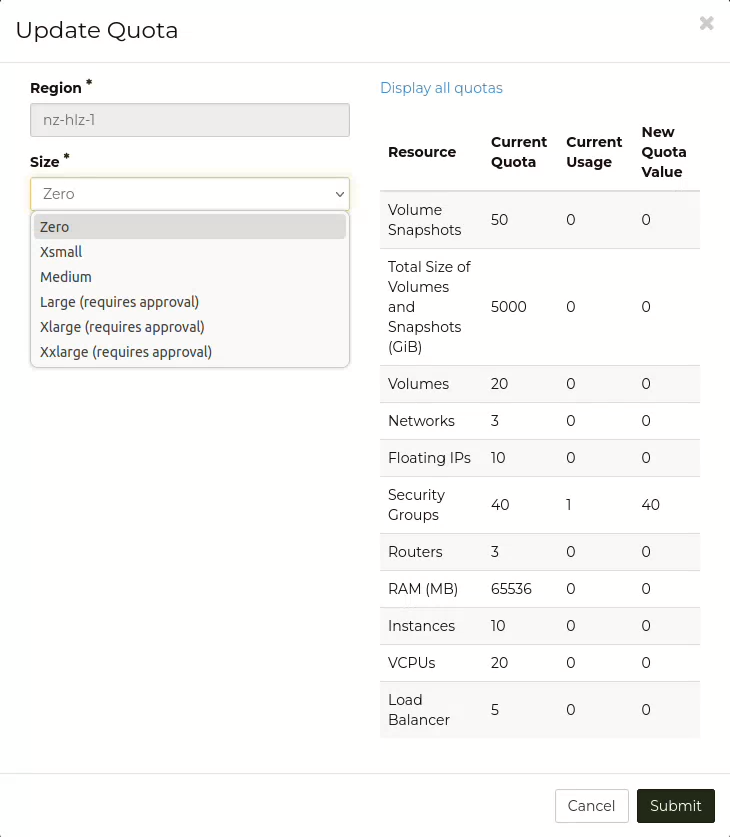 Update Quota
×
Region *
nz-hlz-1
Size *
Zero
Zero
Xsmall
Medium
Large (requires approval)
Xlarge (requires approval)
Xxlarge (requires approval)
Display all quotas
Resource Current Quota Current Usage New Quota Value
Volume Snapshots 50 0 0
Total Size of Volumes and Snapshots (GiB) 5000 0 0
Volumes 20 0 0
Networks 3 0 0
Floating IPs 10 0 0
Security Groups 40 1 40
Routers 3 0 0
RAM (MB) 65536 0 0
Instances 10 0 0
VCPUs 20 0 0
Load Balancer 5 0 0
Cancel Submit